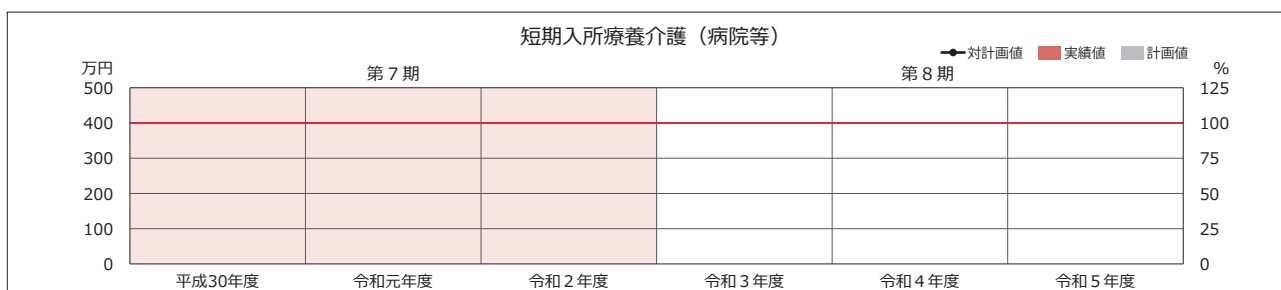 短期入所療養介護（病院等）
対計画値 実績値 計画値
万円 第７期 第８期 %
500 125
400 100
300 75
200 50
100 25
0 0
平成30年度 令和元年度 令和２年度 令和３年度 令和４年度 令和５年度